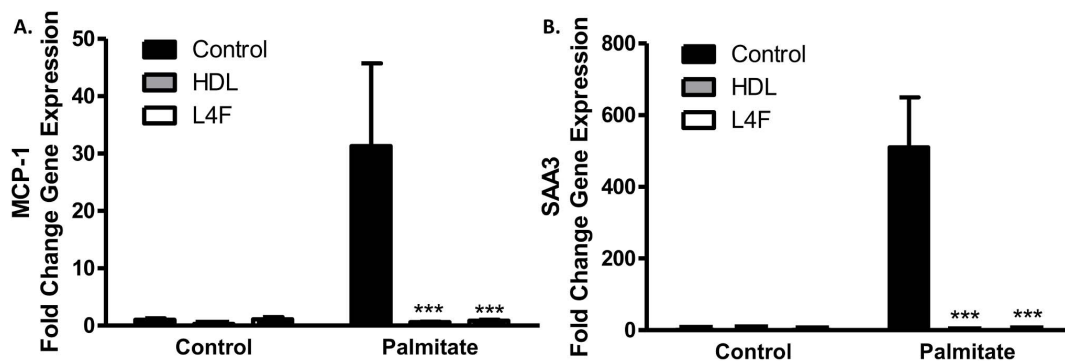 A.
MCP-1
Fold Change Gene Expression
50
40
30
20
10
0
Control
HDL
L4F
***
***
Control
Palmitate
B.
SAA3
Fold Change Gene Expression
800
600
400
200
0
Control
HDL
L4F
***
***
Control
Palmitate